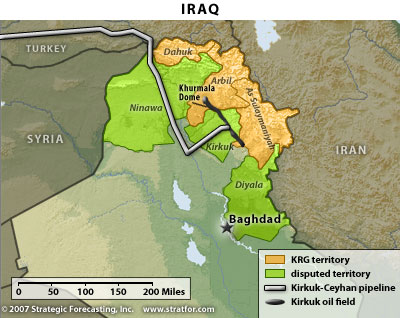 IRAQ
TURKEY
Dahuk
Arbil
Khurmala
Dome
As Sulaymaniyah
Ninawa
SYRIA
Kirkuk
IRAN
Diyala
Baghdad
KRG territory
disputed territory
Kirkuk-Ceyhan pipeline
Kirkuk oil field
0 50 100 150 200 Miles
© 2007 Strategic Forecasting, Inc. www.stratfor.com